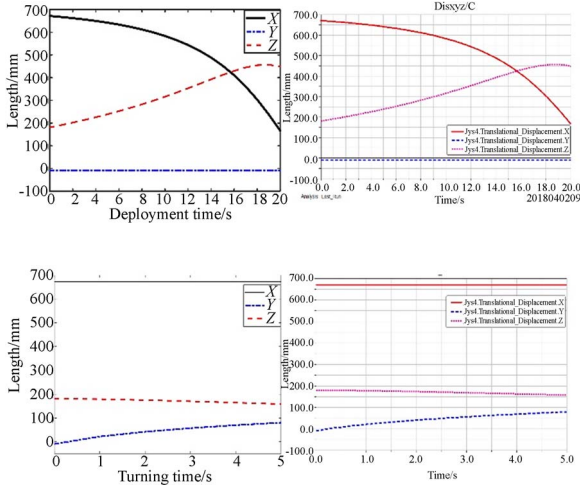 700
600
500
400
300
200
100
0
-100
Length/mm
X
Y
Z
0 2 4 6 8 10 12 14 16 18 20
Deployment time/s
Disxyz/C
700.0
600.0
500.0
400.0
300.0
200.0
100.0
0.0
-100.0
Length/mm
Jys4.Translational_Displacement.X
Jys4.Translational_Displacement.Y
Jys4.Translational_Displacement.Z
0.0 2.0 4.0 6.0 8.0 10.0 12.0 14.0 16.0 18.0 20.0
Analysis Last_Run
Time/s
2018040209
700
600
500
400
300
200
100
0
Length/mm
X
Y
Z
0 1 2 3 4 5
Turning time/s
700.0
600.0
500.0
400.0
300.0
200.0
100.0
0.0
-100.0
Length/mm
Jys4.Translational_Displacement.X
Jys4.Translational_Displacement.Y
Jys4.Translational_Displacement.Z
0.0 1.0 2.0 3.0 4.0 5.0
Time/s